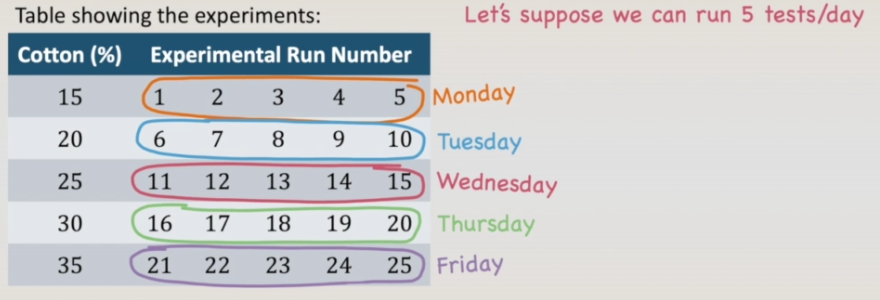 Table showing the experiments:
Let's suppose we can run 5 tests/day
Cotton (%) Experimental Run Number
15 1 2 3 4 5 Monday
20 6 7 8 9 10 Tuesday
25 11 12 13 14 15 Wednesday
30 16 17 18 19 20 Thursday
35 21 22 23 24 25 Friday